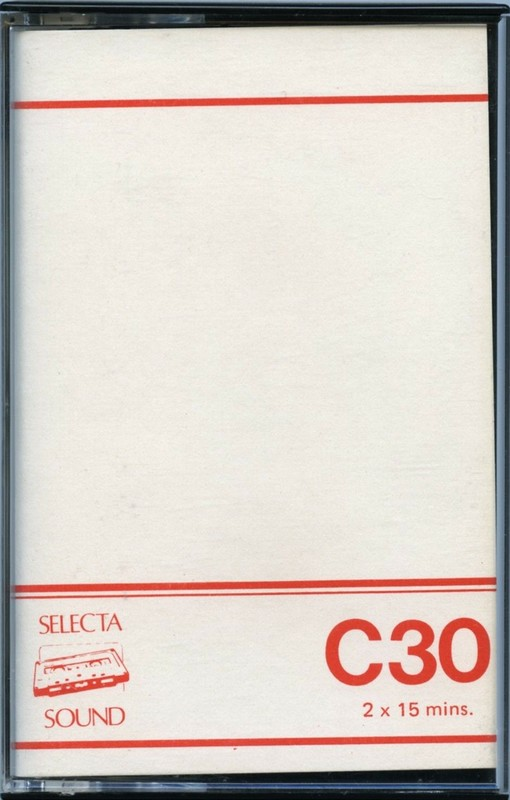 SELECTA
SOUND
C30
2 x 15 mins.